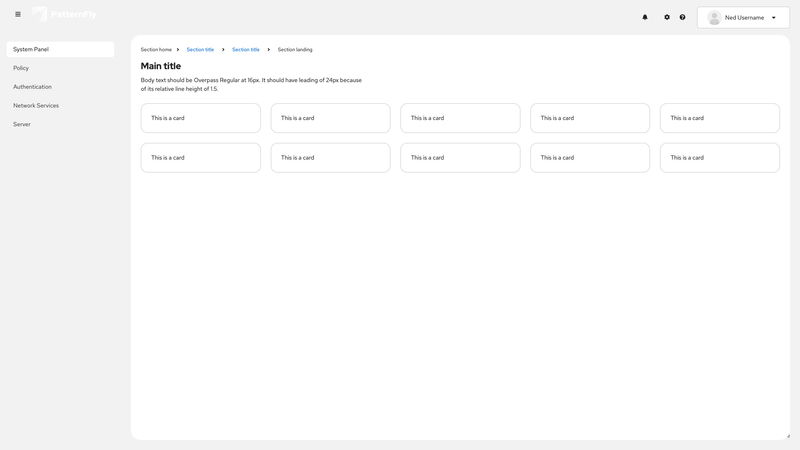 PatternFly
Ned Username
System Panel
Policy
Authentication
Network Services
Server
Section home
Section title
Section title
Section landing
Main title
Body text should be Overpass Regular at 16px. It should have leading of 24px because
of its relative line height of 1.5.
This is a card
This is a card
This is a card
This is a card
This is a card
This is a card
This is a card
This is a card
This is a card
This is a card